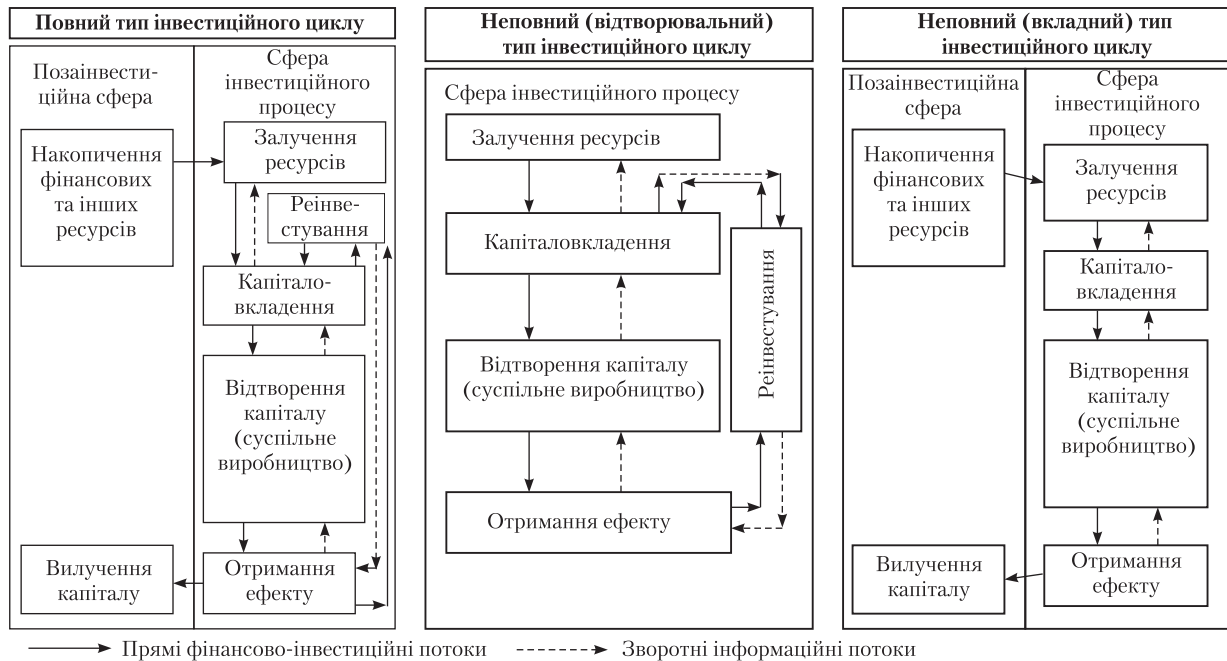 Повний тип інвестиційного циклу
Позаінвести-
ційна сфера
Сфера
інвестиційного
процесу
Накопичення
фінансових
та інших
ресурсів
Залучення
ресурсів
Реінве-
стування
Капітало-
вкладення
Відтворення
капіталу
(суспільне
виробництво)
Вилучення
капіталу
Отримання
ефекту
Неповний (відтворювальний)
тип інвестиційного циклу
Сфера інвестиційного процесу
Залучення ресурсів
Капіталовкладення
Реінвестування
Відтворення капіталу
(суспільне виробництво)
Отримання ефекту
Неповний (вкладний) тип
інвестиційного циклу
Позаінвестиційна
сфера
Сфера
інвестиційного
процесу
Накопичення
фінансових
та інших
ресурсів
Залучення
ресурсів
Капітало-
вкладення
Відтворення
капіталу
(суспільне
виробництво)
Вилучення
капіталу
Отримання
ефекту
Прямі фінансово-інвестиційні потоки
Зворотні інформаційні потоки